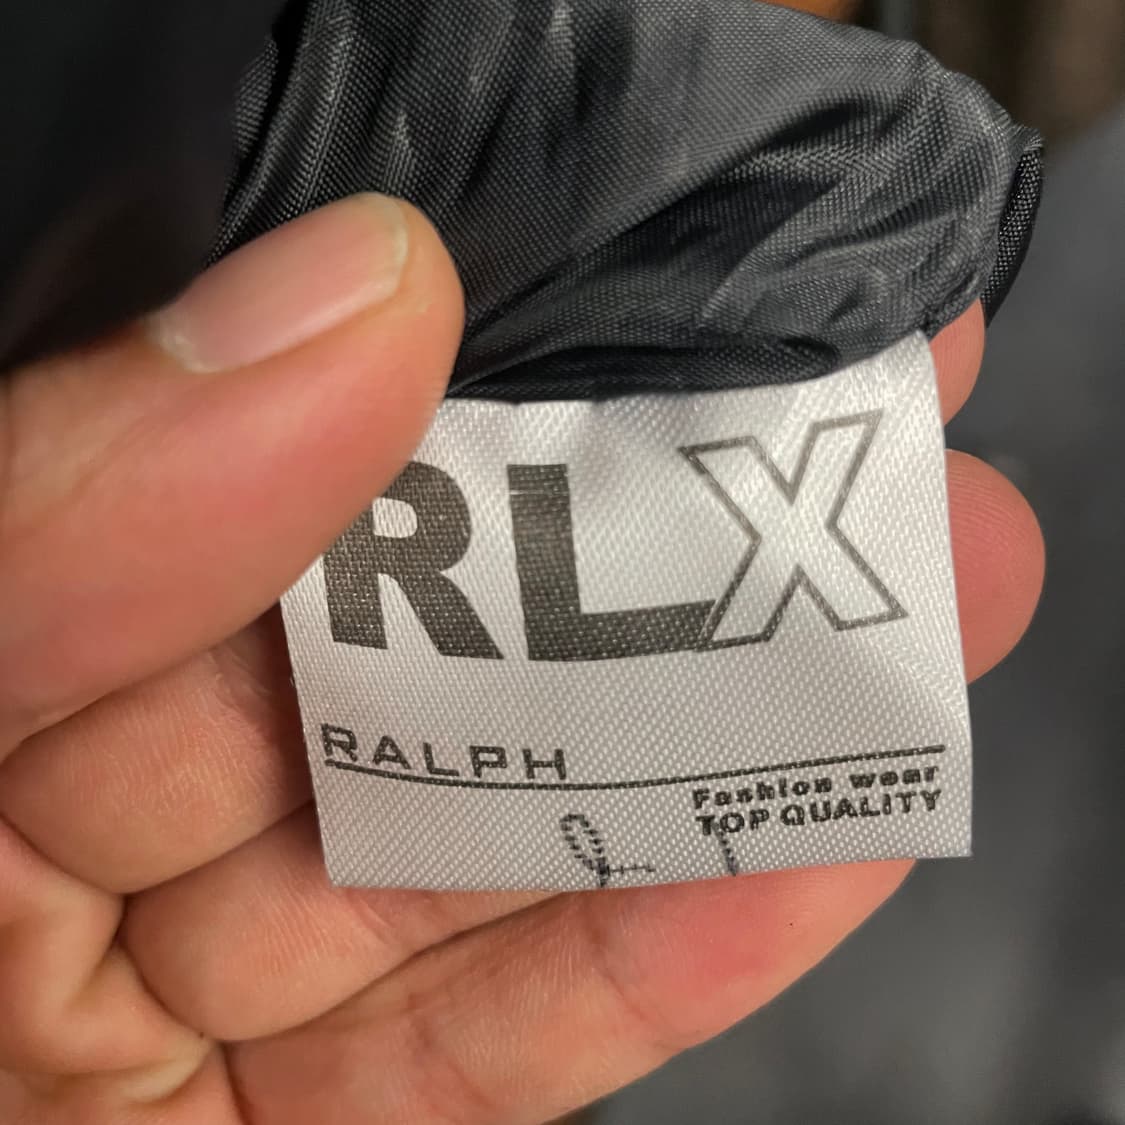 RLX
RALPH
Fashion wear
TOP QUALITY